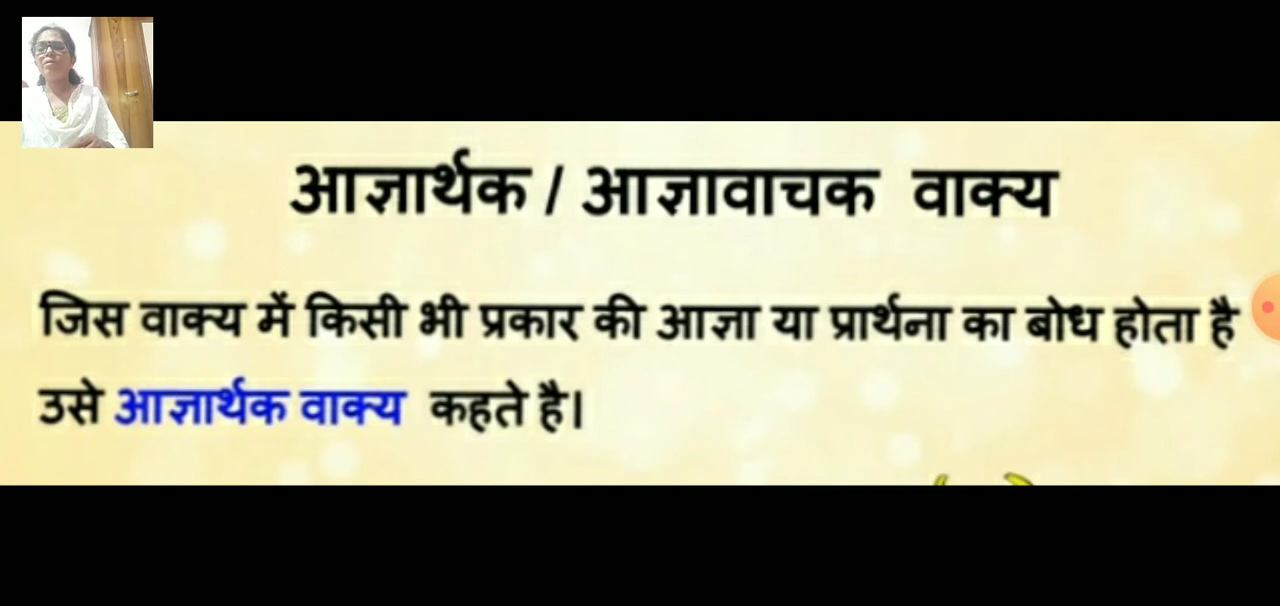 आज्ञार्थक / आज्ञावाचक वाक्य
जिस वाक्य में किसी भी प्रकार की आज्ञा या प्रार्थना का बोध होता है
उसे आज्ञार्थक वाक्य कहते है।